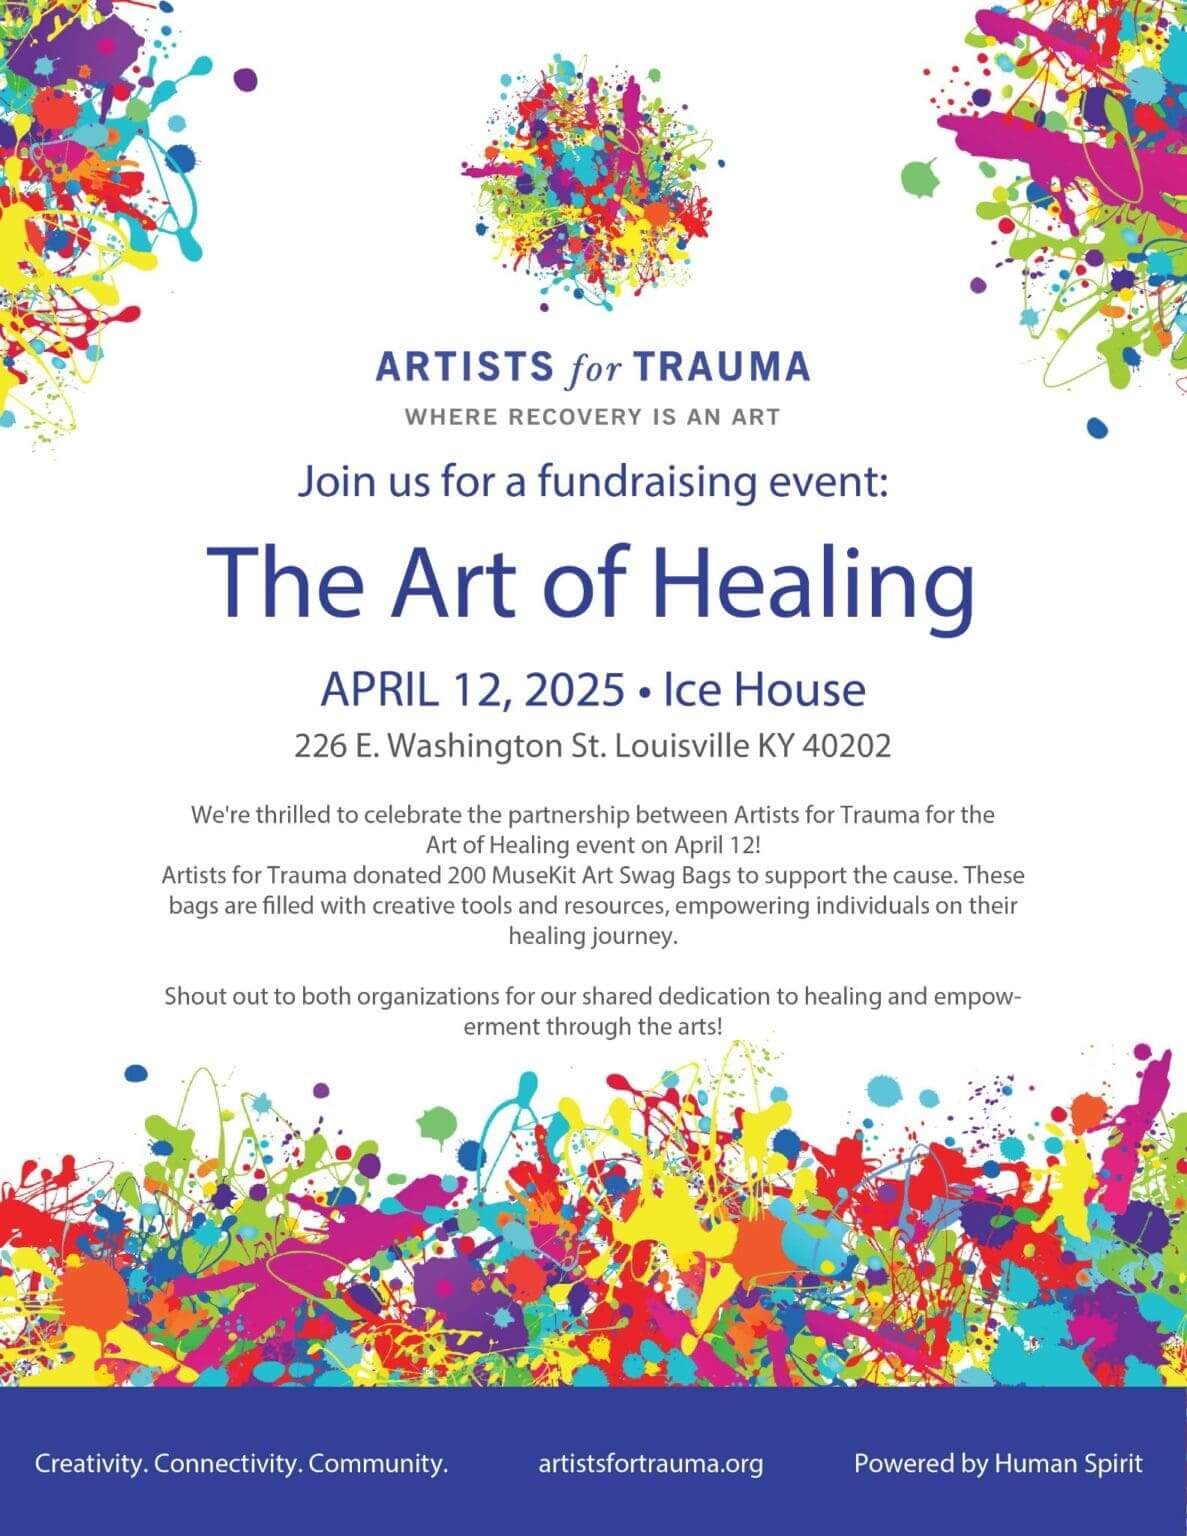 ARTISTS for TRAUMA
WHERE RECOVERY IS AN ART
Join us for a fundraising event:
The Art of Healing
APRIL 12, 2025 • Ice House
226 E. Washington St. Louisville KY 40202
We're thrilled to celebrate the partnership between Artists for Trauma for the
Art of Healing event on April 12!
Artists for Trauma donated 200 MuseKit Art Swag Bags to support the cause. These
bags are filled with creative tools and resources, empowering individuals on their
healing journey.
Shout out to both organizations for our shared dedication to healing and empow-
erment through the arts!
Creativity. Connectivity. Community.
artistsfortrauma.org
Powered by Human Spirit